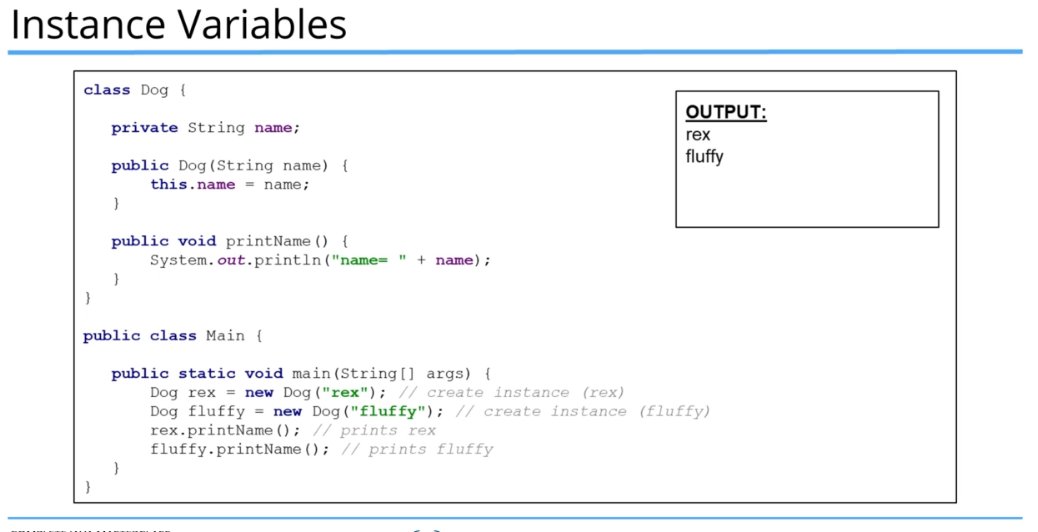 Instance Variables
class Dog {
private String name;
public Dog(String name) {
this.name = name;
}
public void printName() {
System.out.println("name= " + name);
}
}
public class Main {
public static void main(String[] args) {
Dog rex = new Dog("rex"); // create instance (rex)
Dog fluffy = new Dog("fluffy"); // create instance (fluffy)
rex.printName(); // prints rex
fluffy.printName(); // prints fluffy
}
}
OUTPUT:
rex
fluffy